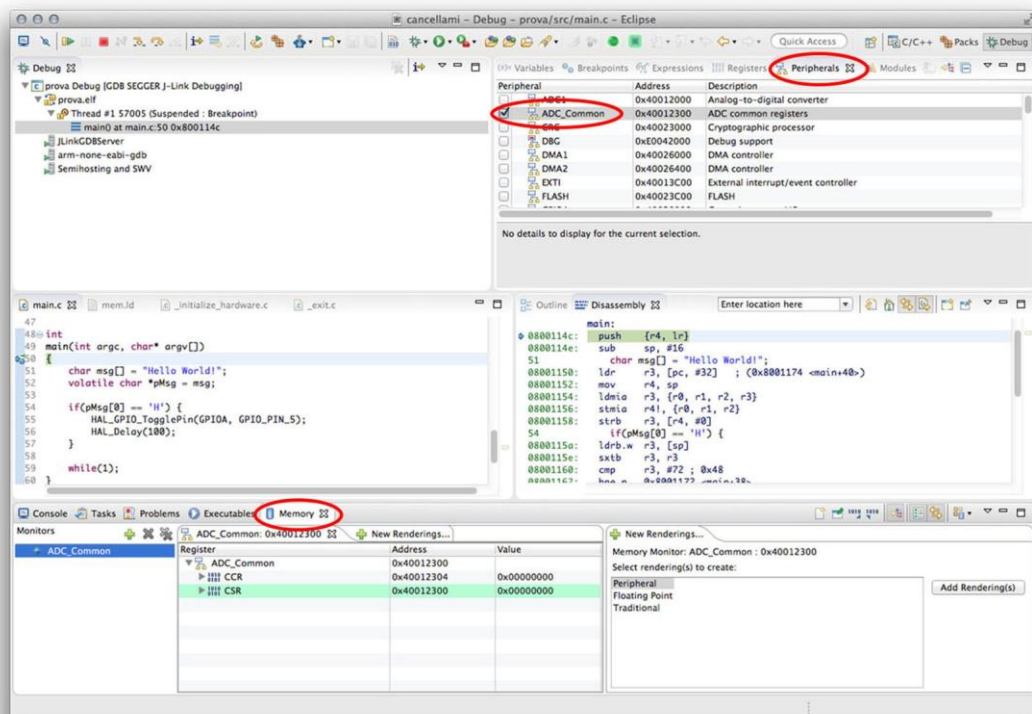 cancellami - Debug - prova/src/main.c - Eclipse
Quick Access
C/C++
Packs
Debug
Debug
prova Debug [GDB SEGGER J-Link Debugging]
prova.elf
Thread #1 57005 (Suspended : Breakpoint)
main() at main.c:50 0x800114c
JLinkGDBServer
arm-none-eabi-gdb
Semihosting and SWV
(x)= Variables Breakpoints Expressions Registers Peripherals Modules
Peripheral Address Description
ADC1 0x40012000 Analog-to-digital converter
ADC_Common 0x40012300 ADC common registers
0x40023000 Cryptographic processor
DBG 0xE0042000 Debug support
DMA1 0x40026000 DMA controller
DMA2 0x40026400 DMA controller
EXTI 0x40013C00 External interrupt/event controller
FLASH 0x40023C00 FLASH
No details to display for the current selection.
main.c mem.ld _initialize_hardware.c _exit.c
47
48 int
49 main(int argc, char* argv[])
50 {
51 char msg[] = "Hello World!";
52 volatile char *pMsg = msg;
53
54 if(pMsg[0] == 'H') {
55 HAL_GPIO_TogglePin(GPIOA, GPIO_PIN_5);
56 HAL_Delay(100);
57 }
58
59 while(1);
60 }
Outline Disassembly Enter location here
main:
0800114c: push {r4, lr}
0800114e: sub sp, #16
51 char msg[] = "Hello World!";
08001150: ldr r3, [pc, #32] ; (0x8001174 <main+40>)
08001152: mov r4, sp
08001154: ldmia r3, {r0, r1, r2, r3}
08001156: stmia r4!, {r0, r1, r2}
08001158: strb r3, [r4, #0]
54 if(pMsg[0] == 'H') {
0800115a: ldrb.w r3, [sp]
0800115e: sxtb r3, r3
08001160: cmp r3, #72 ; 0x48
08001162: bne.n 0x8001172 <main+38>
Console Tasks Problems Executables Memory
Monitors
ADC_Common
ADC_Common: 0x40012300 New Renderings...
Register Address Value
ADC_Common 0x40012300
CCR 0x40012304 0x00000000
CSR 0x40012300 0x00000000
New Renderings...
Memory Monitor: ADC_Common : 0x40012300
Select rendering(s) to create:
Peripheral
Floating Point
Traditional
Add Rendering(s)